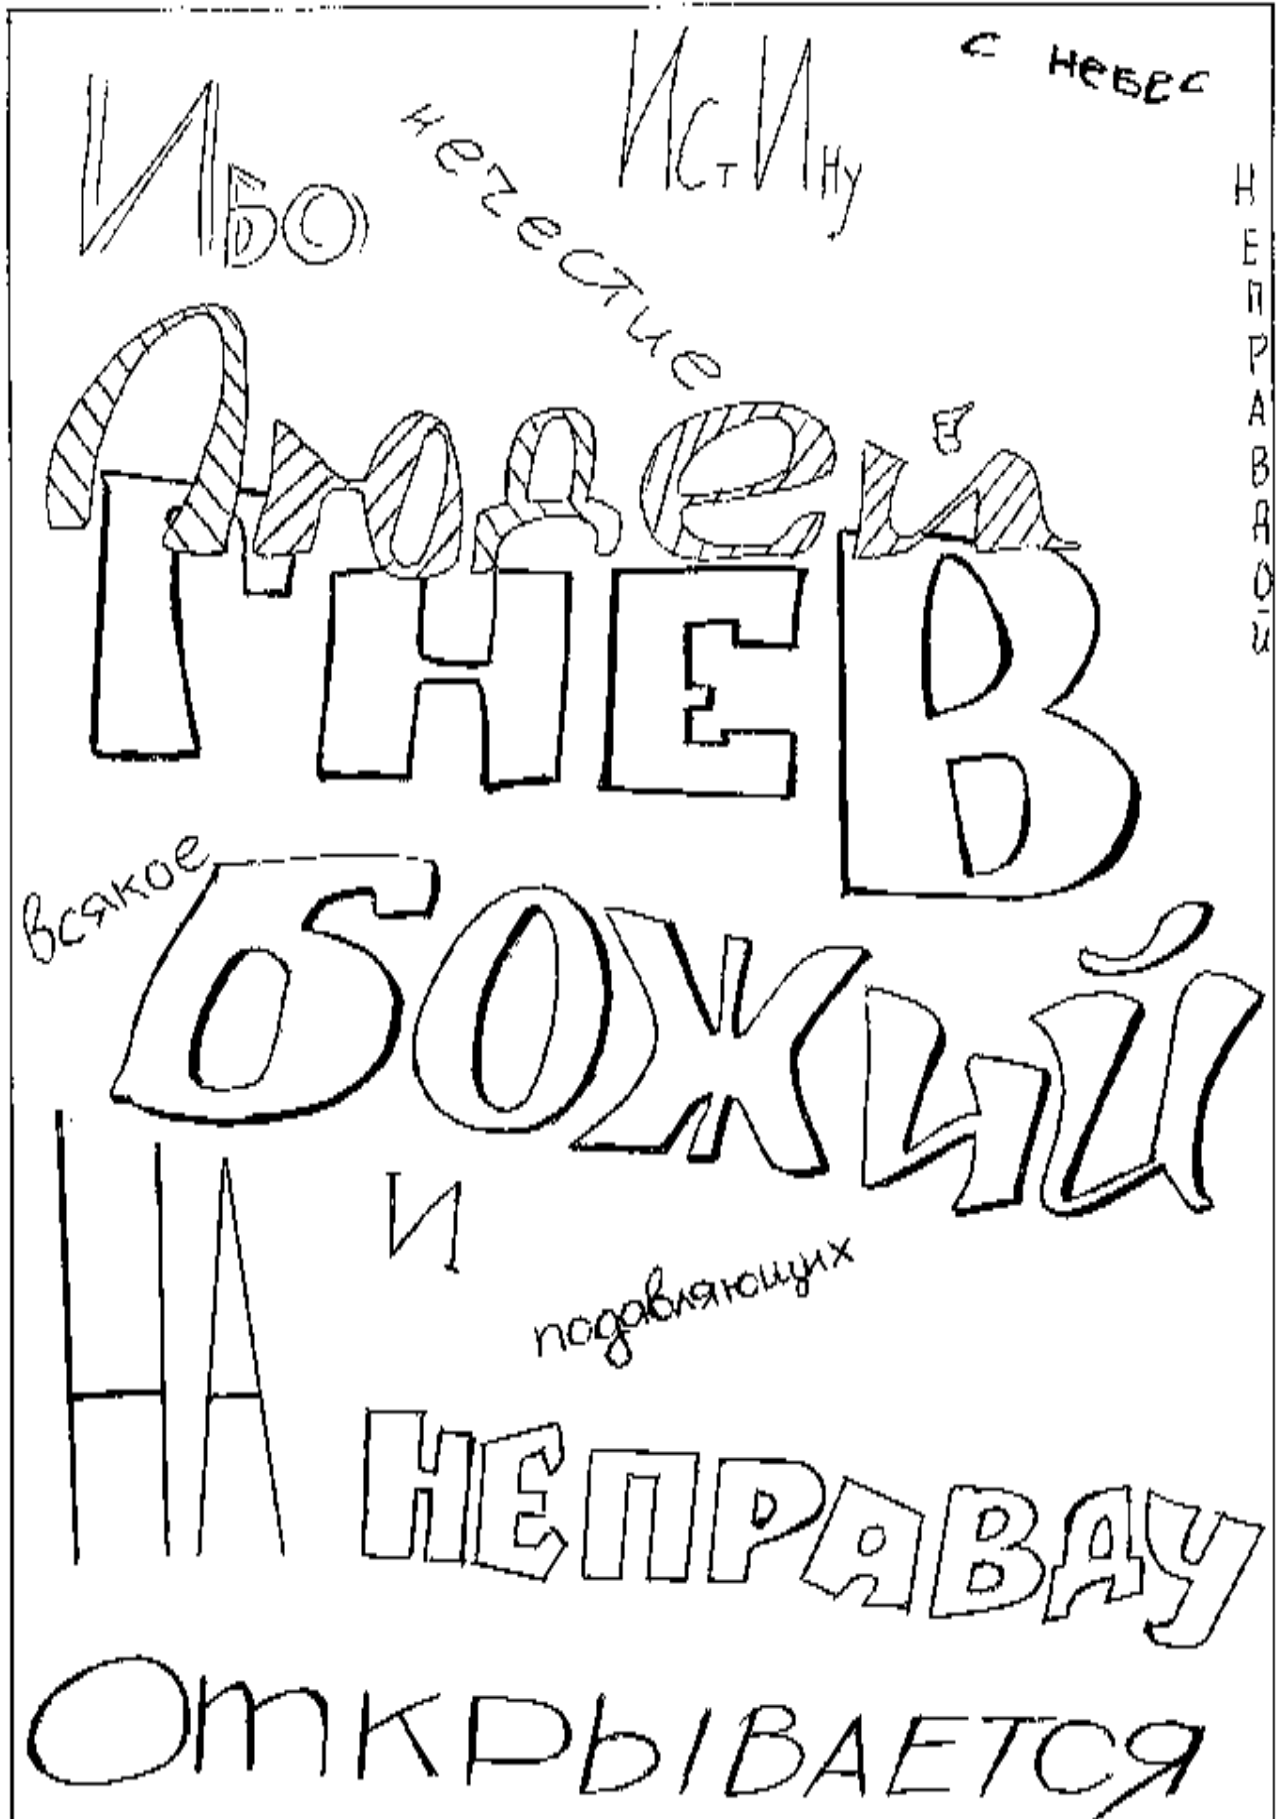 Ибо
нечестие
ИстИну
с небес
НЕПРАВДОЙ
Людей
ГНЕВ
всякое
БОЖИЙ
НА
И
подавляющих
НЕПРАВДУ
ОТКРЫВАЕТСЯ